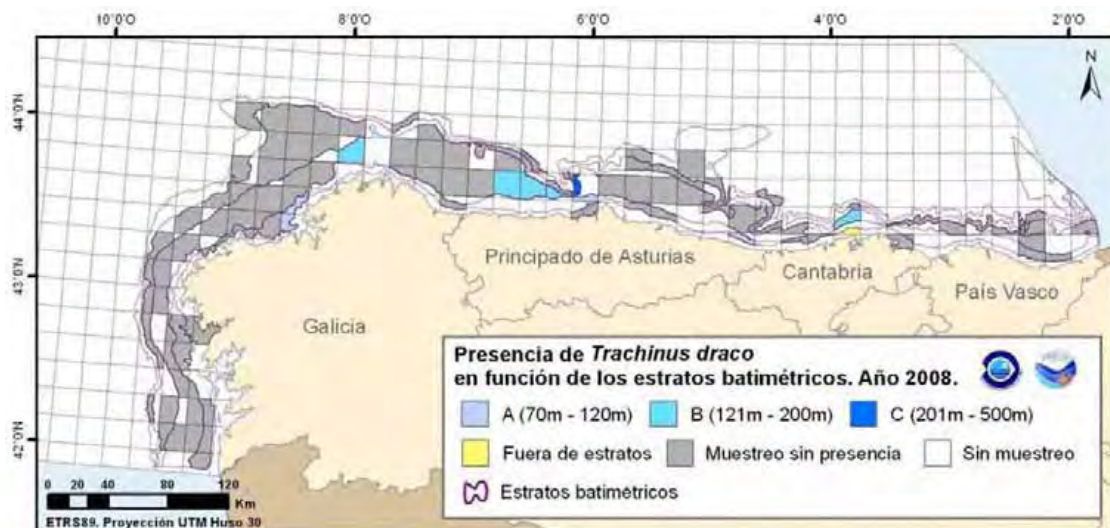 10°0'O 8°0'O 6°0'O 4°0'O 2°0'O
N
44°0'N
43°0'N
42°0'N
Principado de Asturias
Cantabria
País Vasco
Galicia
Presencia de Trachinus draco
en función de los estratos batimétricos. Año 2008.
A (70m - 120m) B (121m - 200m) C (201m - 500m)
Fuera de estratos Muestreo sin presencia Sin muestreo
Estratos batimétricos
0 20 40 80 120
Km
ETRS89. Proyección UTM Huso 30